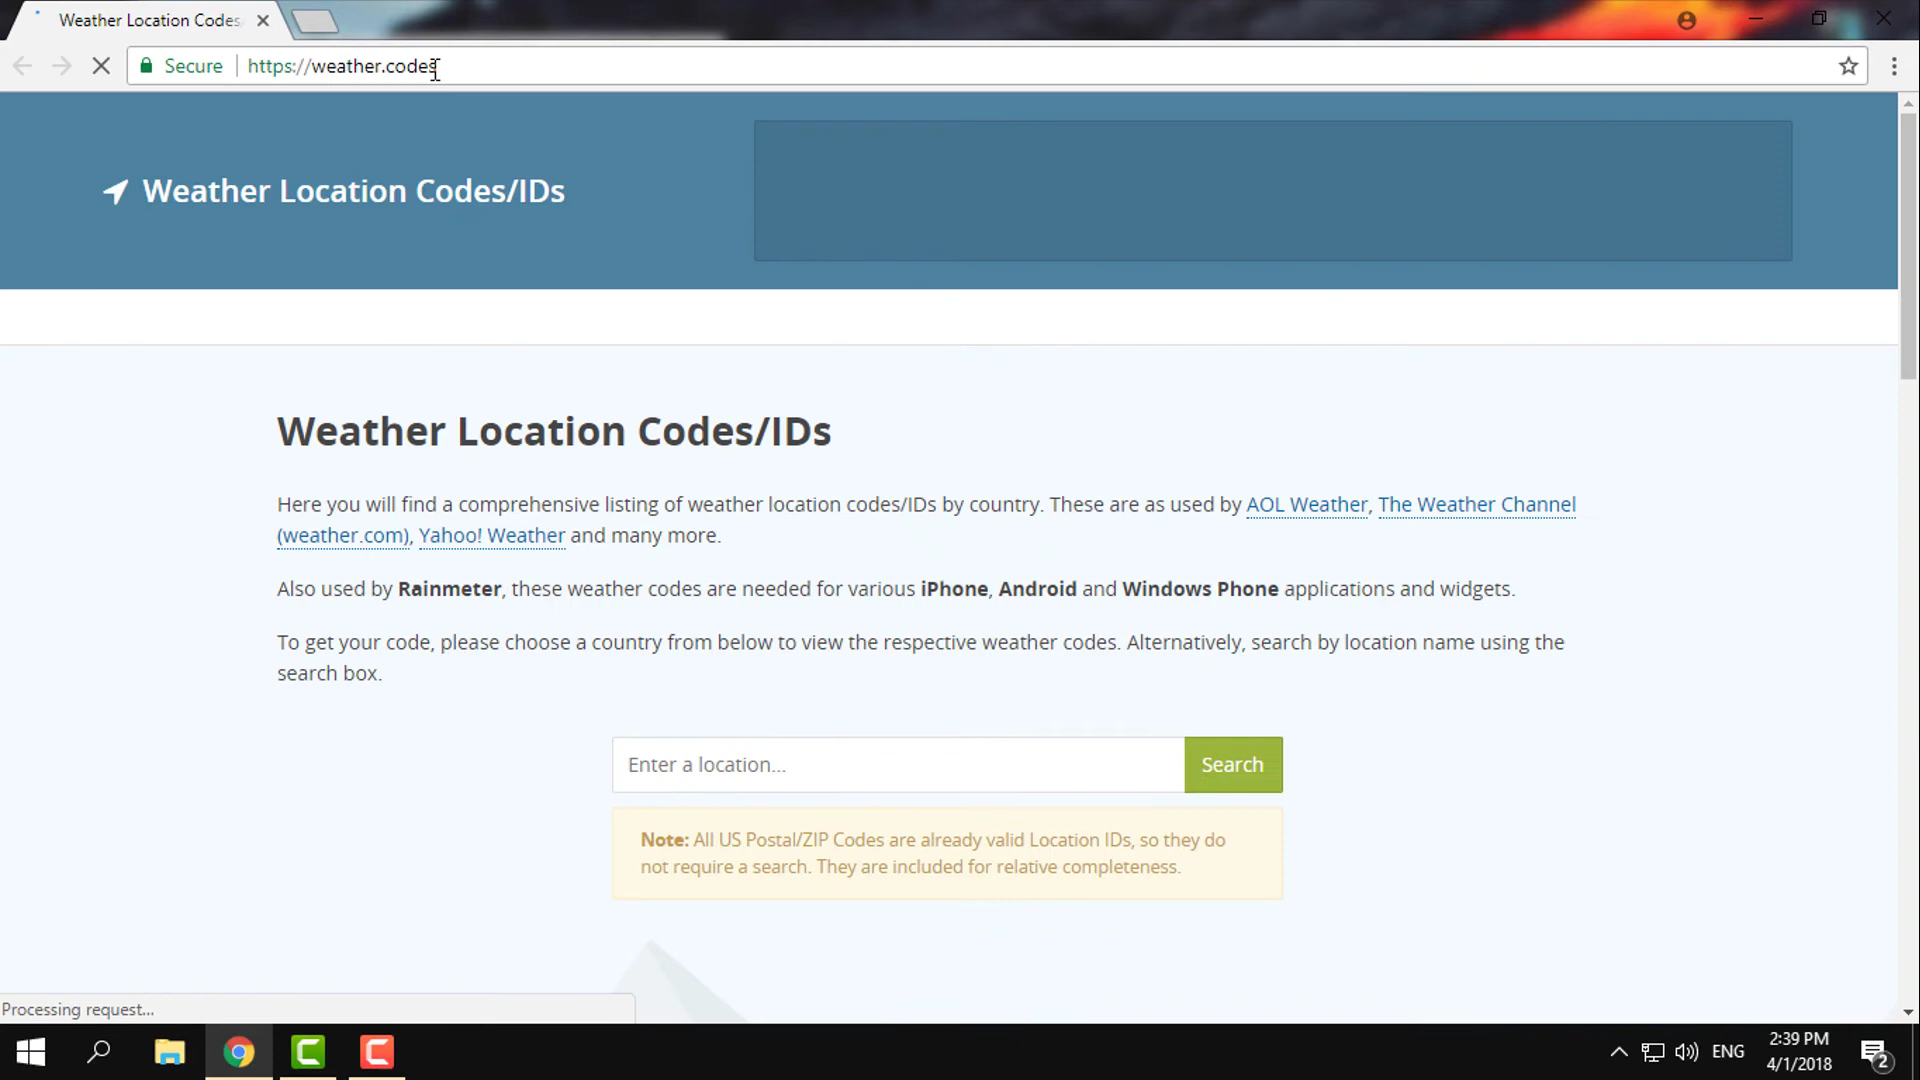 Weather Location Codes/
Secure https://weather.codes
Weather Location Codes/IDs
Weather Location Codes/IDs
Here you will find a comprehensive listing of weather location codes/IDs by country. These are as used by AOL Weather, The Weather Channel
(weather.com), Yahoo! Weather and many more.
Also used by Rainmeter, these weather codes are needed for various iPhone, Android and Windows Phone applications and widgets.
To get your code, please choose a country from below to view the respective weather codes. Alternatively, search by location name using the
search box.
Enter a location... Search
Note: All US Postal/ZIP Codes are already valid Location IDs, so they do
not require a search. They are included for relative completeness.
Processing request...
ENG
2:39 PM
4/1/2018
2